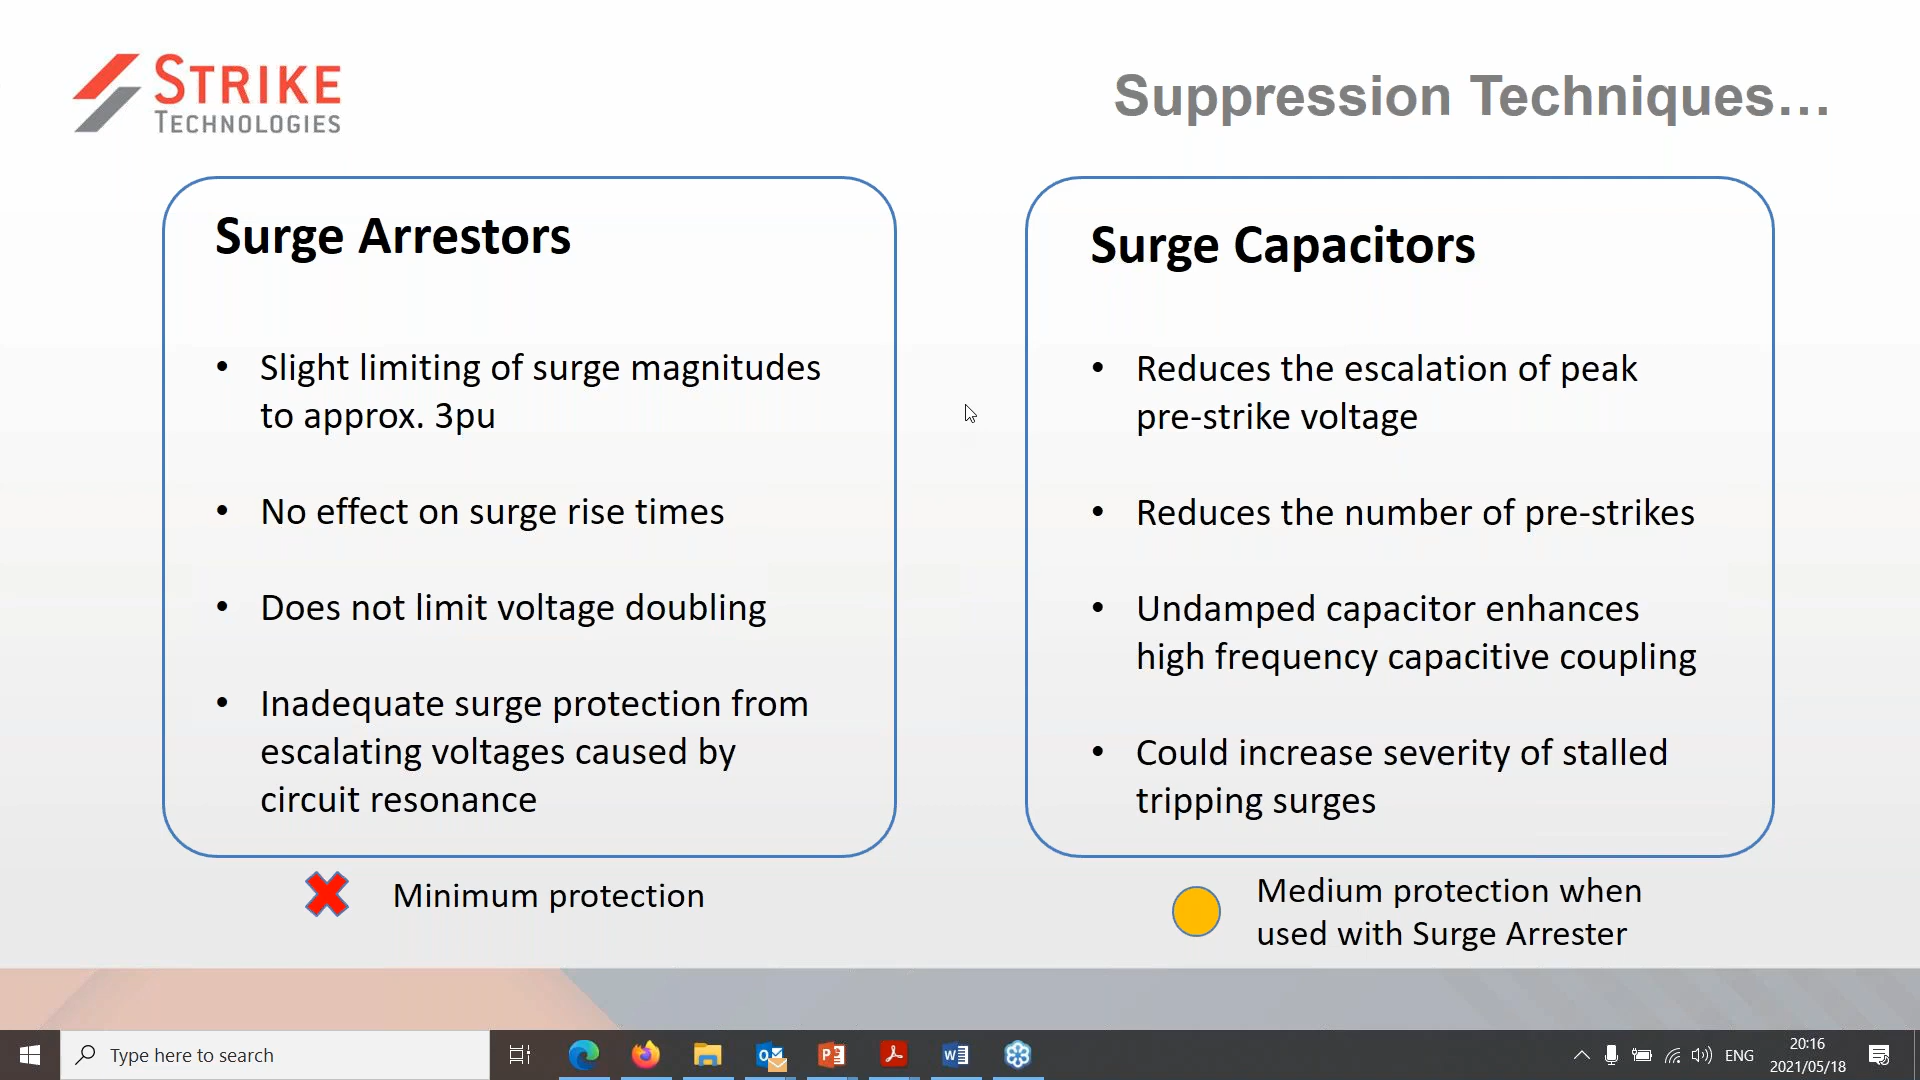 STRIKE
TECHNOLOGIES
Suppression Techniques…
Surge Arrestors
• Slight limiting of surge magnitudes
to approx. 3pu
• No effect on surge rise times
• Does not limit voltage doubling
• Inadequate surge protection from
escalating voltages caused by
circuit resonance
Minimum protection
Surge Capacitors
• Reduces the escalation of peak
pre-strike voltage
• Reduces the number of pre-strikes
• Undamped capacitor enhances
high frequency capacitive coupling
• Could increase severity of stalled
tripping surges
Medium protection when
used with Surge Arrester
Type here to search
ENG
20:16
2021/05/18